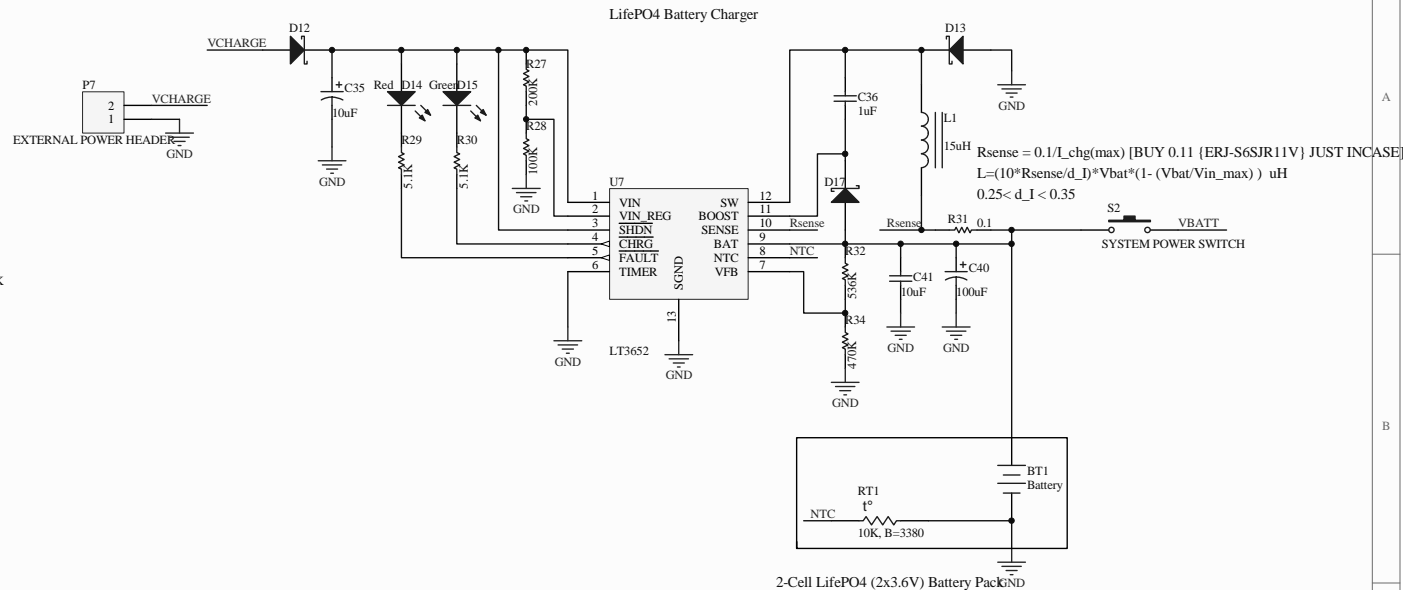 LifePO4 Battery Charger
D12
D13
VCHARGE
P7
2
1
VCHARGE
EXTERNAL POWER HEADER
GND
+
C35
10uF
GND
Red
D14
Green
D15
R29
5.1K
R30
5.1K
R27
200K
R28
100K
GND
C36
1uF
GND
L1
15uH
Rsense = 0.1/I_chg(max) [BUY 0.11 {ERJ-S6SJR11V} JUST INCASE]
L=(10*Rsense/d_I)*Vbat*(1- (Vbat/Vin_max) ) uH
0.25< d_I < 0.35
D17
U7
1
VIN
2
VIN_REG
3
SHDN
4
CHRG
5
FAULT
6
TIMER
SW
12
BOOST
11
SENSE
10
BAT
9
NTC
8
VFB
7
SGND
13
LT3652
GND
GND
Rsense
NTC
Rsense
R31
0.1
S2
VBATT
SYSTEM POWER SWITCH
R32
536K
R34
470K
GND
C41
10uF
GND
+
C40
100uF
GND
BT1
Battery
RT1
t°
NTC
10K, B=3380
2-Cell LifePO4 (2x3.6V) Battery Pack
GND
A
B
K